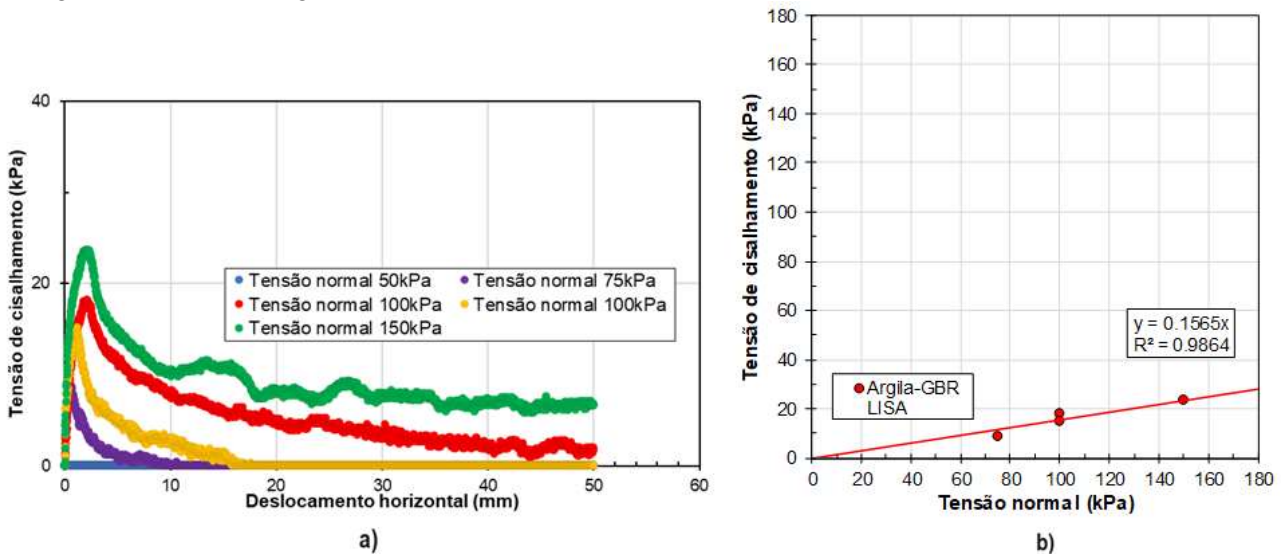 40
20
0
Tensão de cisalhamento (kPa)
Tensão normal 50kPa
Tensão normal 75kPa
Tensão normal 100kPa
Tensão normal 100kPa
Tensão normal 150kPa
0 10 20 30 40 50 60
Deslocamento horizontal (mm)
a)
180
160
140
120
100
80
60
40
20
0
Tensão de cisalhamento (kPa)
y = 0.1565x
R² = 0.9864
Argila-GBR
LISA
0 20 40 60 80 100 120 140 160 180
Tensão normal (kPa)
b)